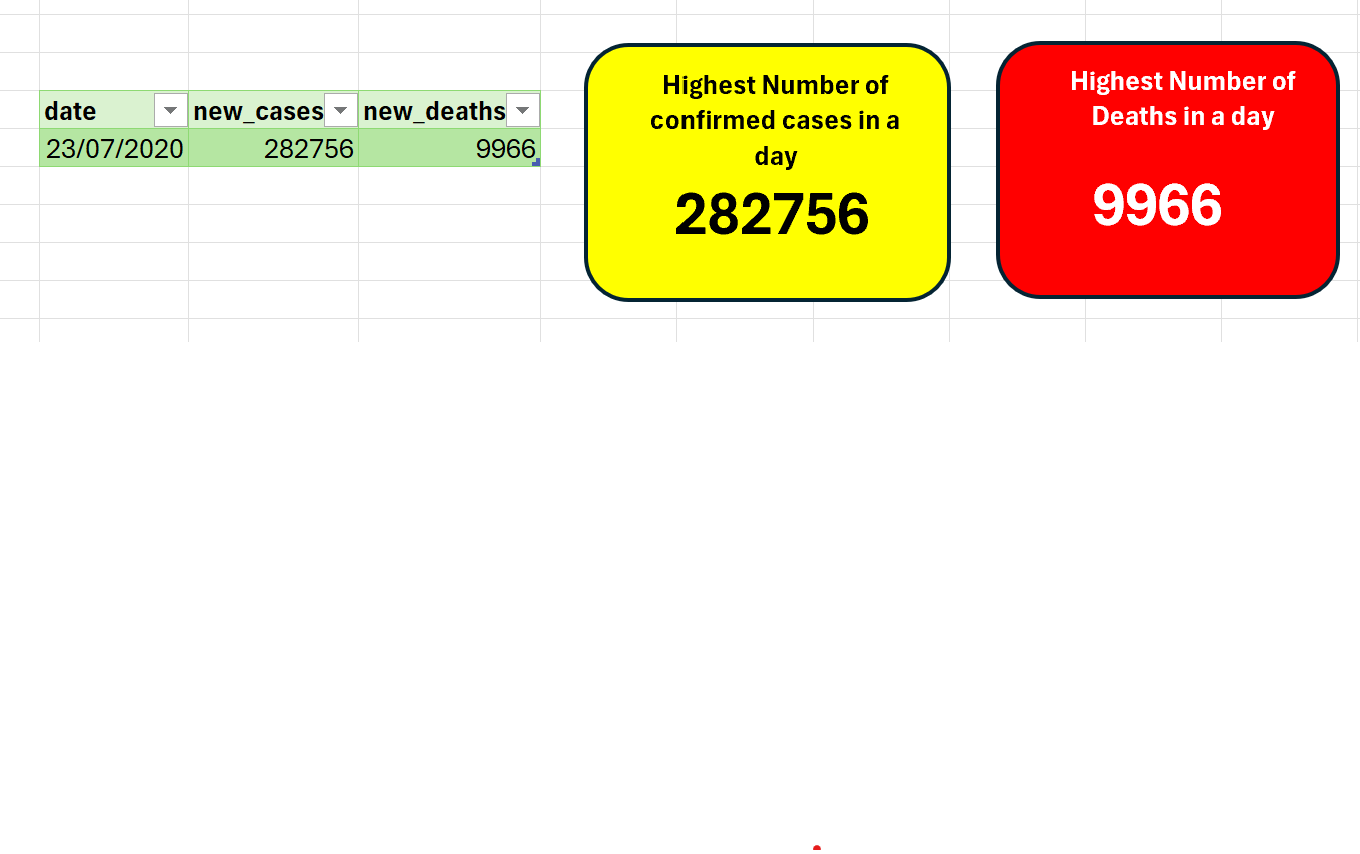 date new_cases new_deaths
23/07/2020 282756 9966
Highest Number of
confirmed cases in a
day
282756
Highest Number of
Deaths in a day
9966